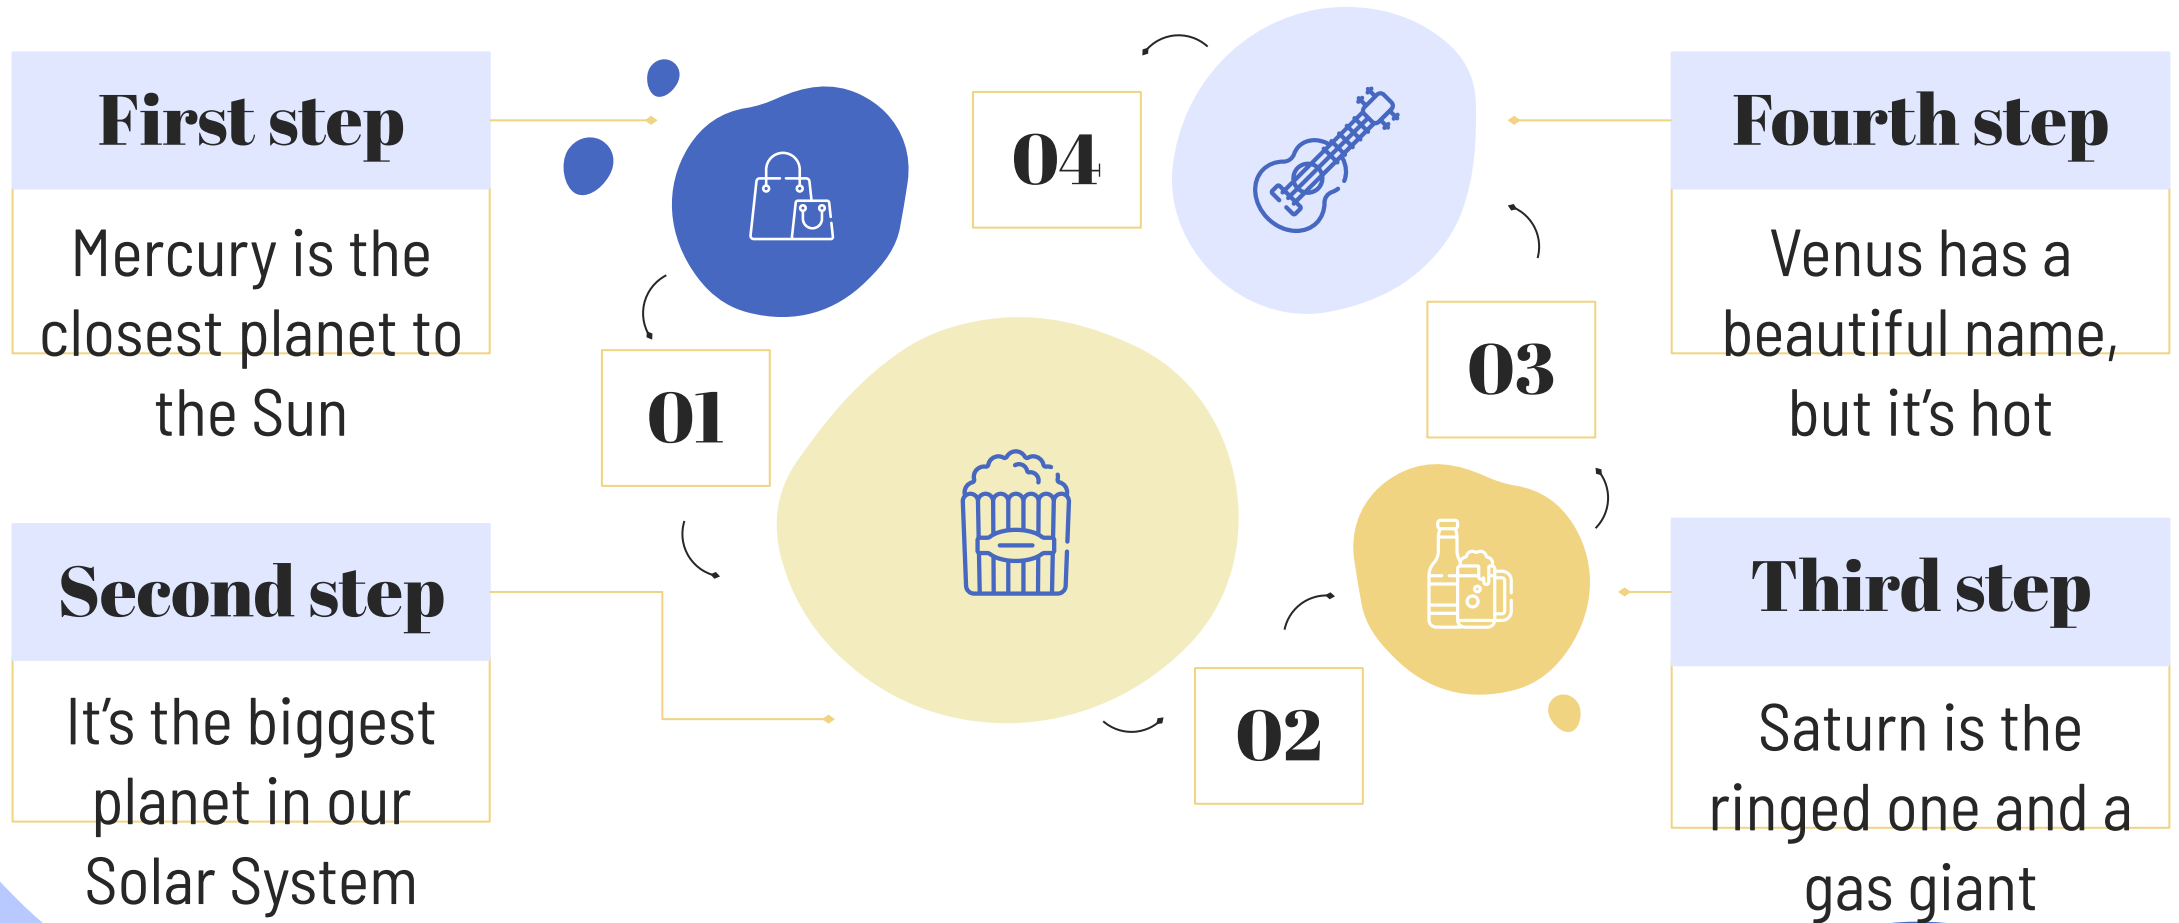 First step
Mercury is the
closest planet to
the Sun
Second step
It’s the biggest
planet in our
Solar System
01
02
03
04
Third step
Saturn is the
ringed one and a
gas giant
Fourth step
Venus has a
beautiful name,
but it’s hot